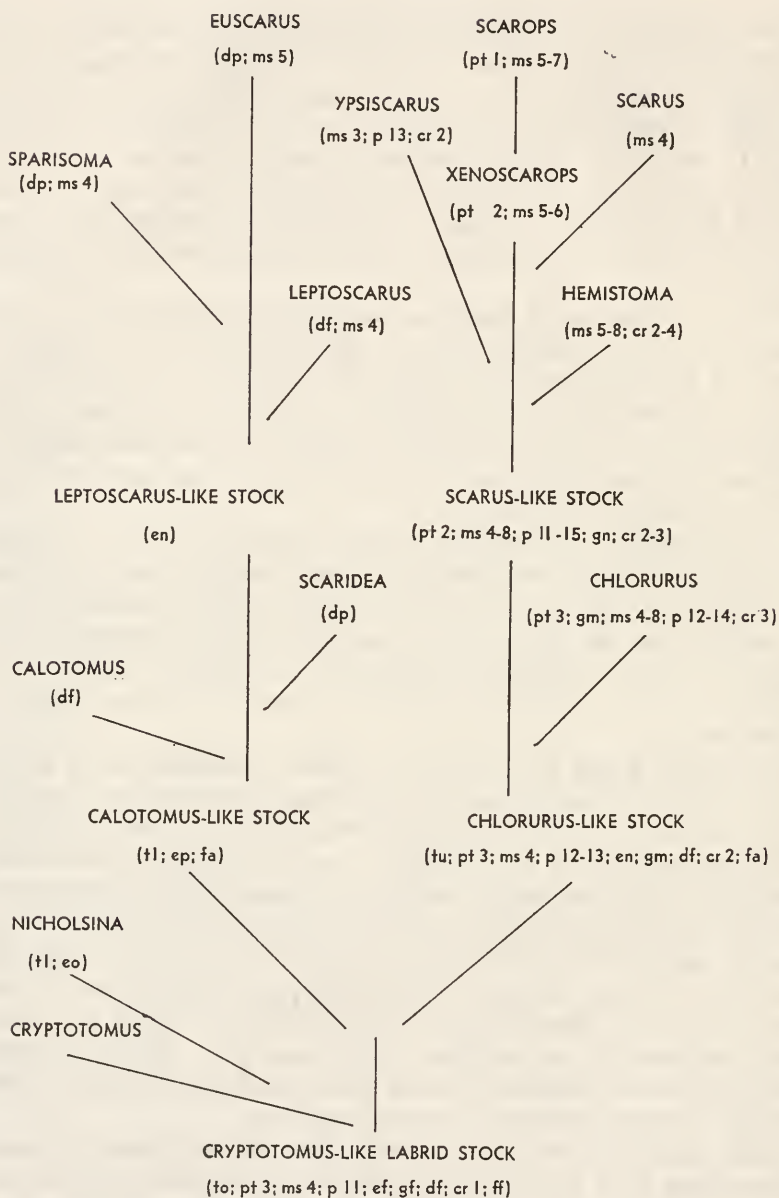 EUSCARUS
(dp; ms 5)
SCAROPS
(pt 1; ms 5-7)
YPSISCARUS
(ms 3; p 13; cr 2)
SCARUS
(ms 4)
SPARISOMA
(dp; ms 4)
XENOSCAROPS
(pt 2; ms 5-6)
LEPTOSCARUS
(df; ms 4)
HEMISTOMA
(ms 5-8; cr 2-4)
LEPTOSCARUS-LIKE STOCK
(en)
SCARUS-LIKE STOCK
(pt 2; ms 4-8; p 11-15; gn; cr 2-3)
SCARIDEA
(dp)
CHLORURUS
(pt 3; gm; ms 4-8; p 12-14; cr 3)
CALOTOMUS
(df)
CALOTOMUS-LIKE STOCK
(tl; ep; fa)
CHLORURUS-LIKE STOCK
(tu; pt 3; ms 4; p 12-13; en; gm; df; cr 2; fa)
NICHOLSINA
(tl; eo)
CRYPTOTOMUS
CRYPTOTOMUS-LIKE LABRID STOCK
(to; pt 3; ms 4; p 11; ef; gf; df; cr 1; ff)